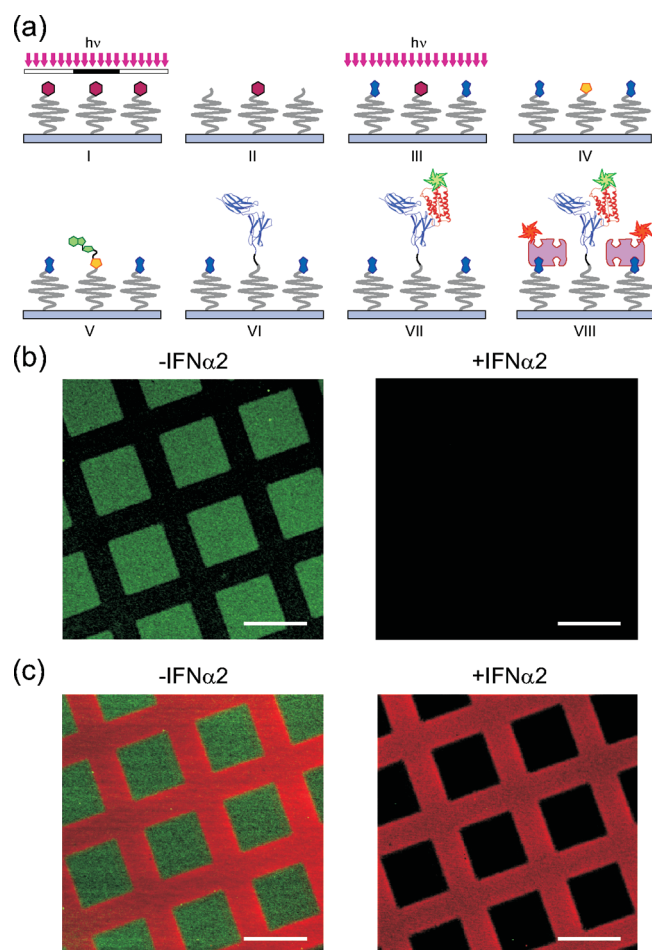 (a)
hν hν
I II III IV
V VI VII VIII
(b)
-IFNα2 +IFNα2
(c)
-IFNα2 +IFNα2